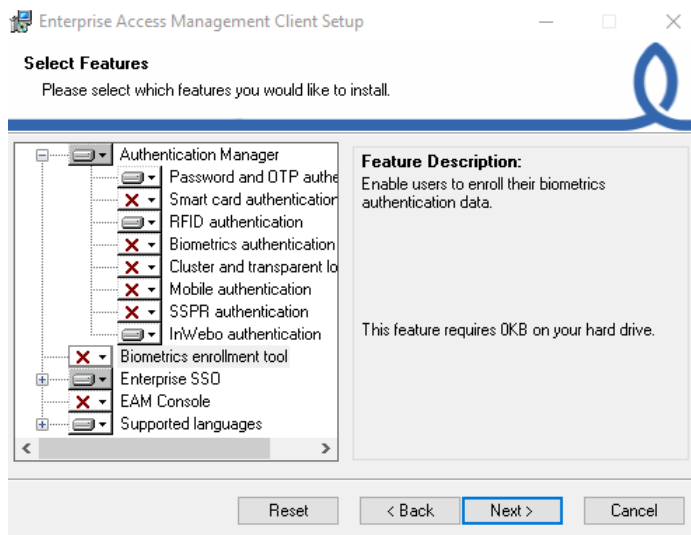 Enterprise Access Management Client Setup
Select Features
Please select which features you would like to install.
Authentication Manager
Password and OTP authe
Smart card authentication
RFID authentication
Biometrics authentication
Cluster and transparent lo
Mobile authentication
SSPR authentication
InWebo authentication
Biometrics enrollment tool
Enterprise SSO
EAM Console
Supported languages
Feature Description:
Enable users to enroll their biometrics
authentication data.
This feature requires 0KB on your hard drive.
Reset
< Back
Next >
Cancel